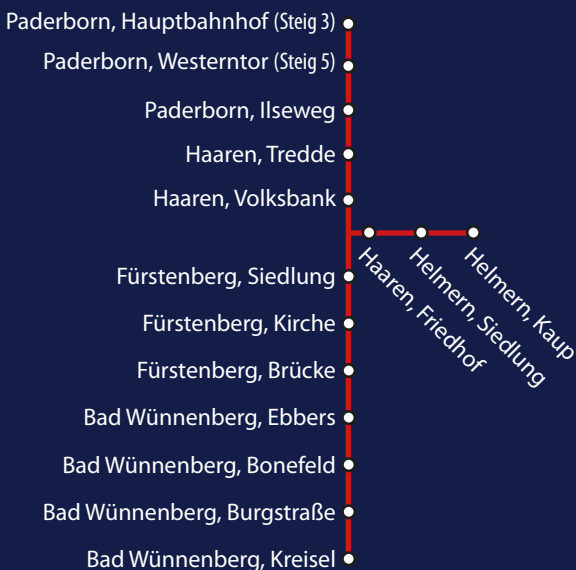 Paderborn, Hauptbahnhof (Steig 3)
Paderborn, Westerntor (Steig 5)
Paderborn, Ilseweg
Haaren, Tredde
Haaren, Volksbank
Haaren, Friedhof
Helmern, Siedlung
Helmern, Kaup
Fürstenberg, Siedlung
Fürstenberg, Kirche
Fürstenberg, Brücke
Bad Wünnenberg, Ebbers
Bad Wünnenberg, Bonefeld
Bad Wünnenberg, Burgstraße
Bad Wünnenberg, Kreisel